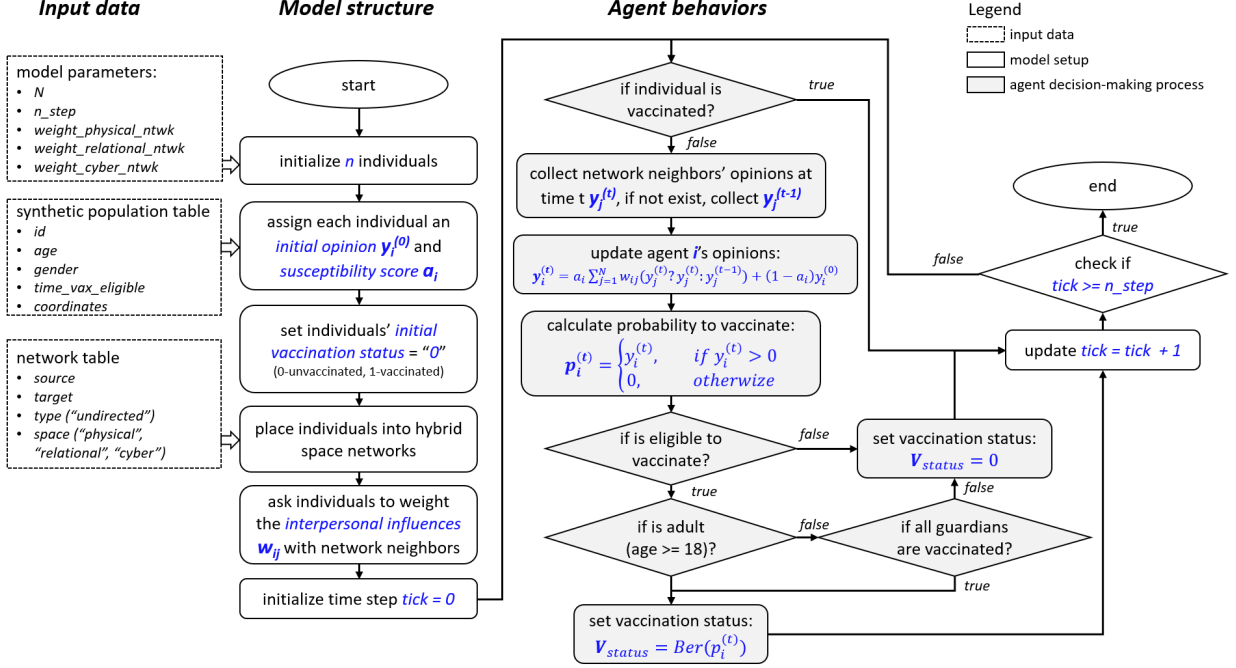 Input data
Model structure
Agent behaviors
Legend
input data
model setup
agent decision-making process
model parameters:
• N
• n_step
• weight_physical_ntwk
• weight_relational_ntwk
• weight_cyber_ntwk
synthetic population table
• id
• age
• gender
• time_vax_eligible
• coordinates
network table
• source
• target
• type (“undirected”)
• space (“physical”,
“relational”, “cyber”)
start
initialize n individuals
assign each individual an
initial opinion y_i^(0) and
susceptibility score a_i
set individuals’ initial
vaccination status = “0”
(0-unvaccinated, 1-vaccinated)
place individuals into hybrid
space networks
ask individuals to weight
the interpersonal influences
w_ij with network neighbors
initialize time step tick = 0
if individual is
vaccinated?
true
false
collect network neighbors’ opinions at
time t y_j^(t), if not exist, collect y_j^(t-1)
update agent i’s opinions:
y_i^(t) = a_i ∑_{j=1}^N w_ij(y_j^(t)? y_j^(t): y_j^(t−1)) + (1 − a_i)y_i^(0)
calculate probability to vaccinate:
p_i^(t) = { y_i^(t), if y_i^(t) > 0
0, otherwize
if is eligible to
vaccinate?
false
true
set vaccination status:
V_status = 0
if is adult
(age >= 18)?
false
if all guardians
are vaccinated?
false
true
set vaccination status:
V_status = Ber(p_i^(t))
end
true
false
check if
tick >= n_step
update tick = tick + 1